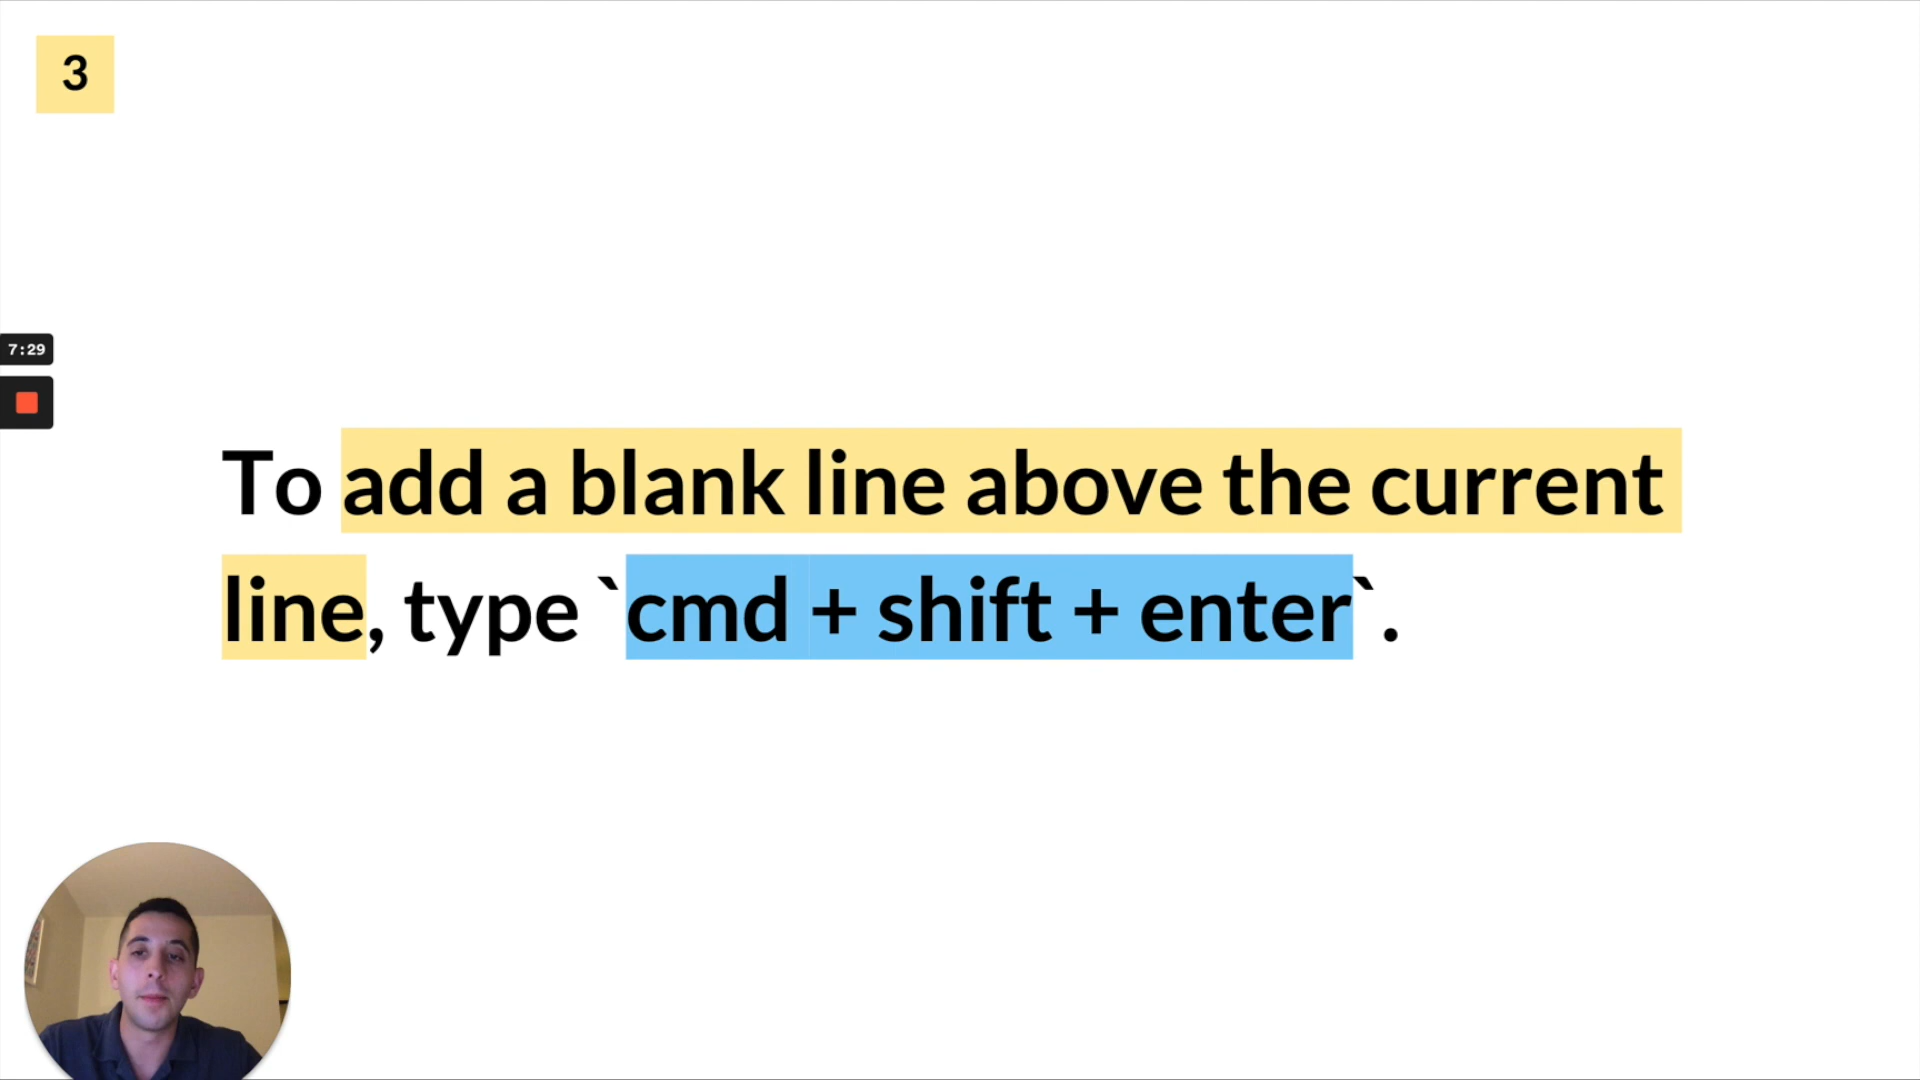 3
7:29
To add a blank line above the current
line, type `cmd + shift + enter`.